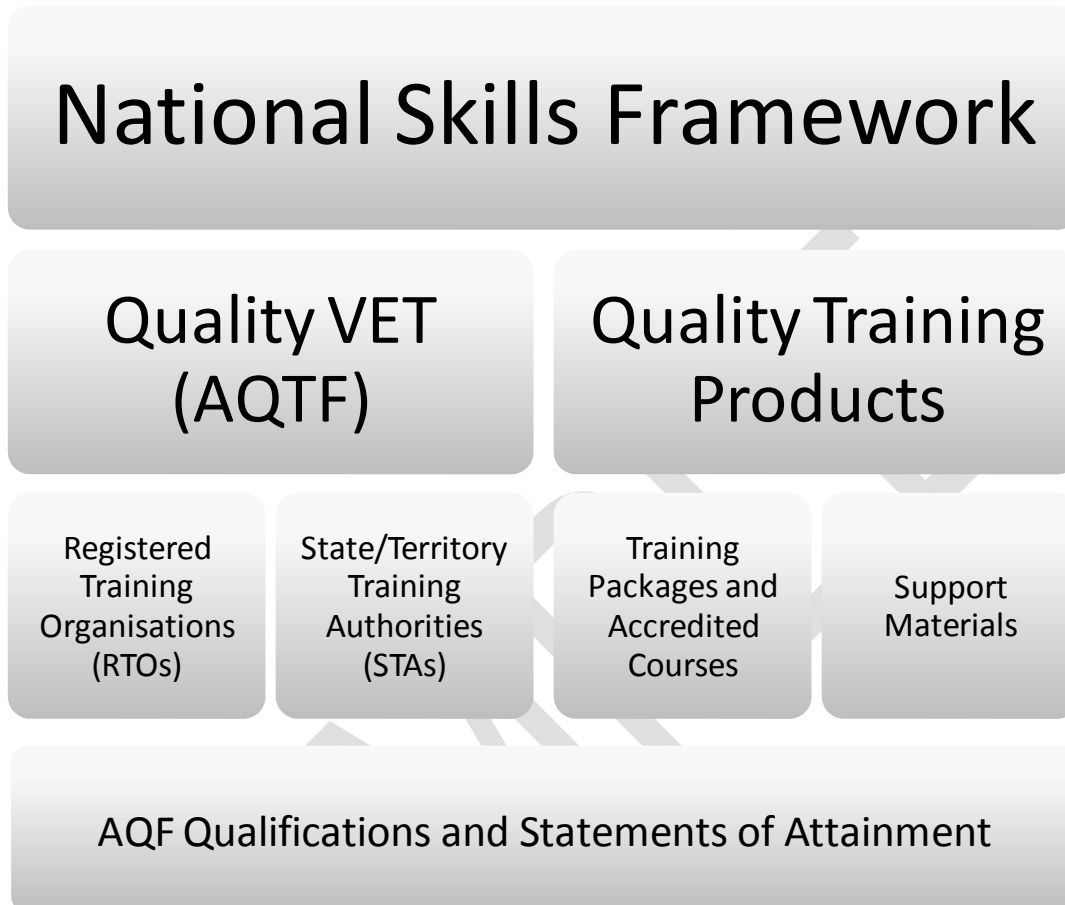 National Skills Framework
Quality VET
(AQTF)
Quality Training
Products
Registered
Training
Organisations
(RTOs)
State/Territory
Training
Authorities
(STAs)
Training
Packages and
Accredited
Courses
Support
Materials
AQF Qualifications and Statements of Attainment